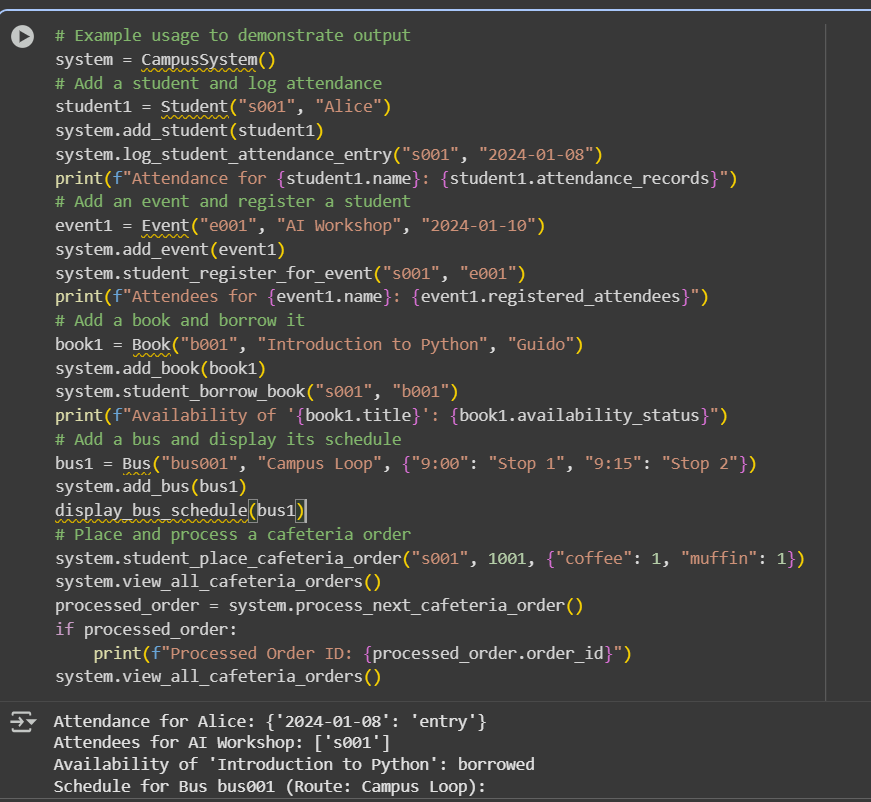 # Example usage to demonstrate output
system = CampusSystem()
# Add a student and log attendance
student1 = Student("s001", "Alice")
system.add_student(student1)
system.log_student_attendance_entry("s001", "2024-01-08")
print(f"Attendance for {student1.name}: {student1.attendance_records}")
# Add an event and register a student
event1 = Event("e001", "AI Workshop", "2024-01-10")
system.add_event(event1)
system.student_register_for_event("s001", "e001")
print(f"Attendees for {event1.name}: {event1.registered_attendees}")
# Add a book and borrow it
book1 = Book("b001", "Introduction to Python", "Guido")
system.add_book(book1)
system.student_borrow_book("s001", "b001")
print(f"Availability of '{book1.title}': {book1.availability_status}")
# Add a bus and display its schedule
bus1 = Bus("bus001", "Campus Loop", {"9:00": "Stop 1", "9:15": "Stop 2"})
system.add_bus(bus1)
display_bus_schedule(bus1)
# Place and process a cafeteria order
system.student_place_cafeteria_order("s001", 1001, {"coffee": 1, "muffin": 1})
system.view_all_cafeteria_orders()
processed_order = system.process_next_cafeteria_order()
if processed_order:
    print(f"Processed Order ID: {processed_order.order_id}")
system.view_all_cafeteria_orders()
Attendance for Alice: {'2024-01-08': 'entry'}
Attendees for AI Workshop: ['s001']
Availability of 'Introduction to Python': borrowed
Schedule for Bus bus001 (Route: Campus Loop):